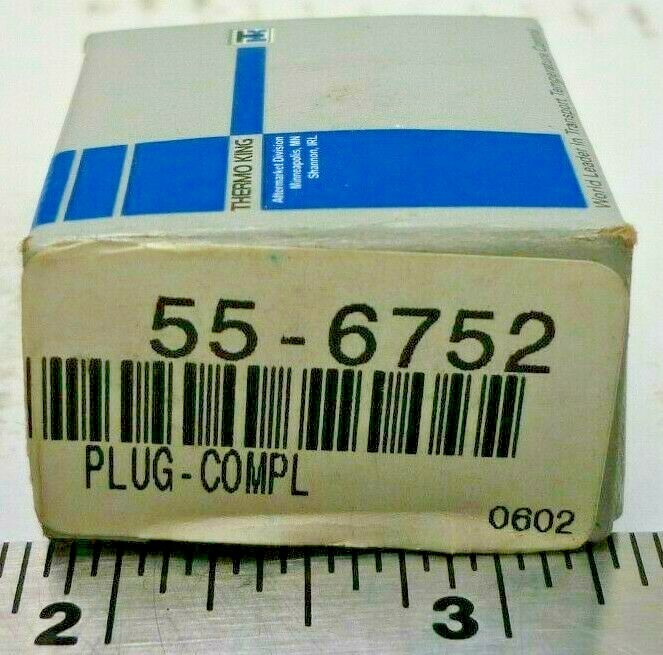 THERMO KING
Aftermarket Division
Minneapolis, MN
Shannon, IRL
World Leader In Transport Temperature Control
55-6752
PLUG-COMPL
0602
2
3